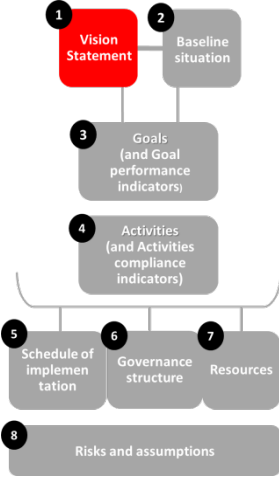 1
Vision
Statement
2
Baseline
situation
3
Goals
(and Goal
performance
indicators)
4
Activities
(and Activities
compliance
indicators)
5
Schedule of
implemen
tation
6
Governance
structure
7
Resources
8
Risks and assumptions